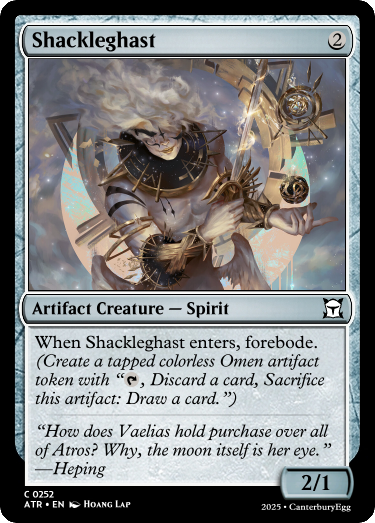 Shackleghast 2
Artifact Creature — Spirit
When Shackleghast enters, forebode.
(Create a tapped colorless Omen artifact
token with “, Discard a card, Sacrifice
this artifact: Draw a card.”)
“How does Vaelias hold purchase over all
of Atros? Why, the moon itself is her eye.”
—Heping
2/1
C 0252
ATR • EN Hoang Lap
2025 • CanterburyEgg